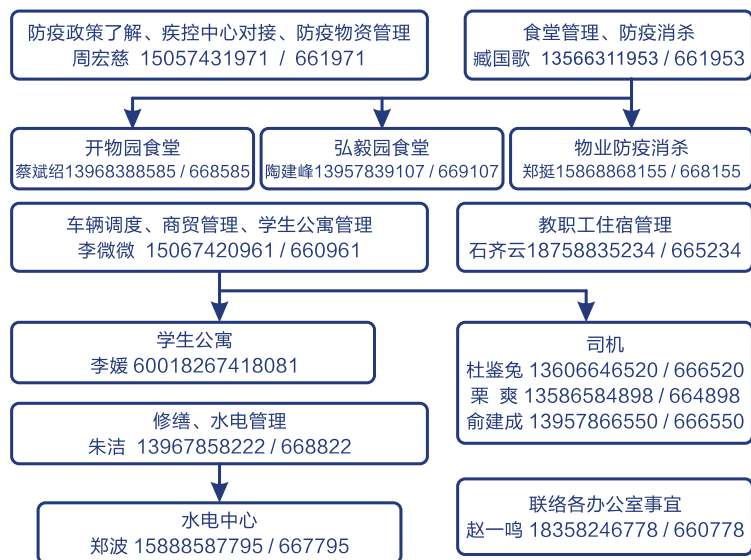 防疫政策了解、疾控中心对接、防疫物资管理
周宏慈 15057431971 / 661971
食堂管理、防疫消杀
臧国歌 13566311953 / 661953
开物园食堂
蔡斌绍13968388585 / 668585
弘毅园食堂
陶建峰13957839107 / 669107
物业防疫消杀
郑挺15868868155 / 668155
车辆调度、商贸管理、学生公寓管理
李微微 15067420961 / 660961
教职工住宿管理
石齐云18758835234 / 665234
学生公寓
李媛 60018267418081
司机
杜鉴兔 13606646520 / 666520
栗 爽 13586584898 / 664898
俞建成 13957866550 / 666550
修缮、水电管理
朱洁 13967858222 / 668822
水电中心
郑波 15888587795 / 667795
联络各办公室事宜
赵一鸣 18358246778 / 660778